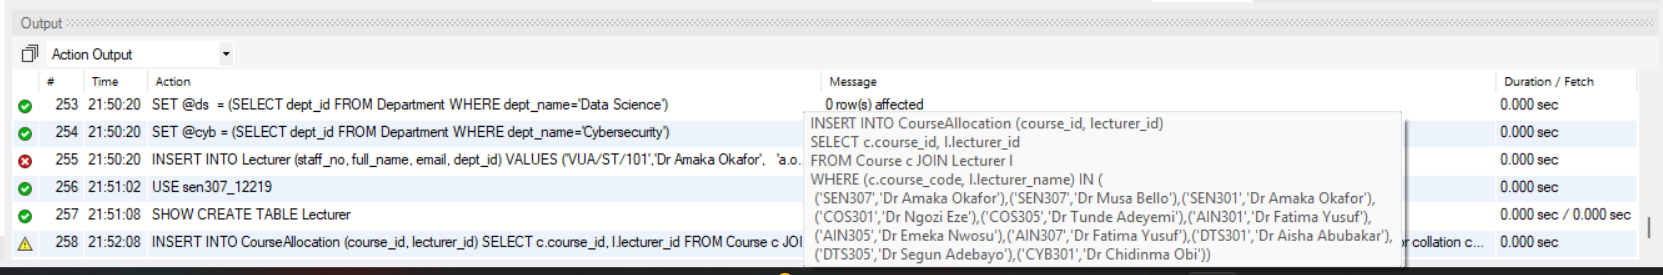 Output
Action Output
# Time Action Message Duration / Fetch
253 21:50:20 SET @ds = (SELECT dept_id FROM Department WHERE dept_name='Data Science') 0 row(s) affected 0.000 sec
254 21:50:20 SET @cyb = (SELECT dept_id FROM Department WHERE dept_name='Cybersecurity') 0.000 sec
255 21:50:20 INSERT INTO Lecturer (staff_no, full_name, email, dept_id) VALUES ('VUA/ST/101','Dr Amaka Okafor', 'a.o... 0.000 sec
256 21:51:02 USE sen307_12219 0.000 sec
257 21:51:08 SHOW CREATE TABLE Lecturer 0.000 sec / 0.000 sec
258 21:52:08 INSERT INTO CourseAllocation (course_id, lecturer_id) SELECT c.course_id, l.lecturer_id FROM Course c JOI or collation c... 0.000 sec
INSERT INTO CourseAllocation (course_id, lecturer_id)
SELECT c.course_id, l.lecturer_id
FROM Course c JOIN Lecturer l
WHERE (c.course_code, l.lecturer_name) IN (
('SEN307','Dr Amaka Okafor'),('SEN307','Dr Musa Bello'),('SEN301','Dr Amaka Okafor'),
('COS301','Dr Ngozi Eze'),('COS305','Dr Tunde Adeyemi'),('AIN301','Dr Fatima Yusuf'),
('AIN305','Dr Emeka Nwosu'),('AIN307','Dr Fatima Yusuf'),('DTS301','Dr Aisha Abubakar'),
('DTS305','Dr Segun Adebayo'),('CYB301','Dr Chidinma Obi'))